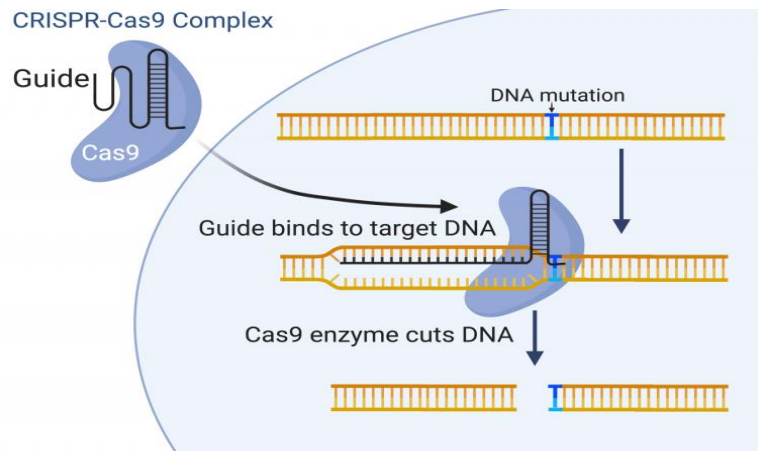 CRISPR-Cas9 Complex
Guide
Cas9
DNA mutation
Guide binds to target DNA
Cas9 enzyme cuts DNA